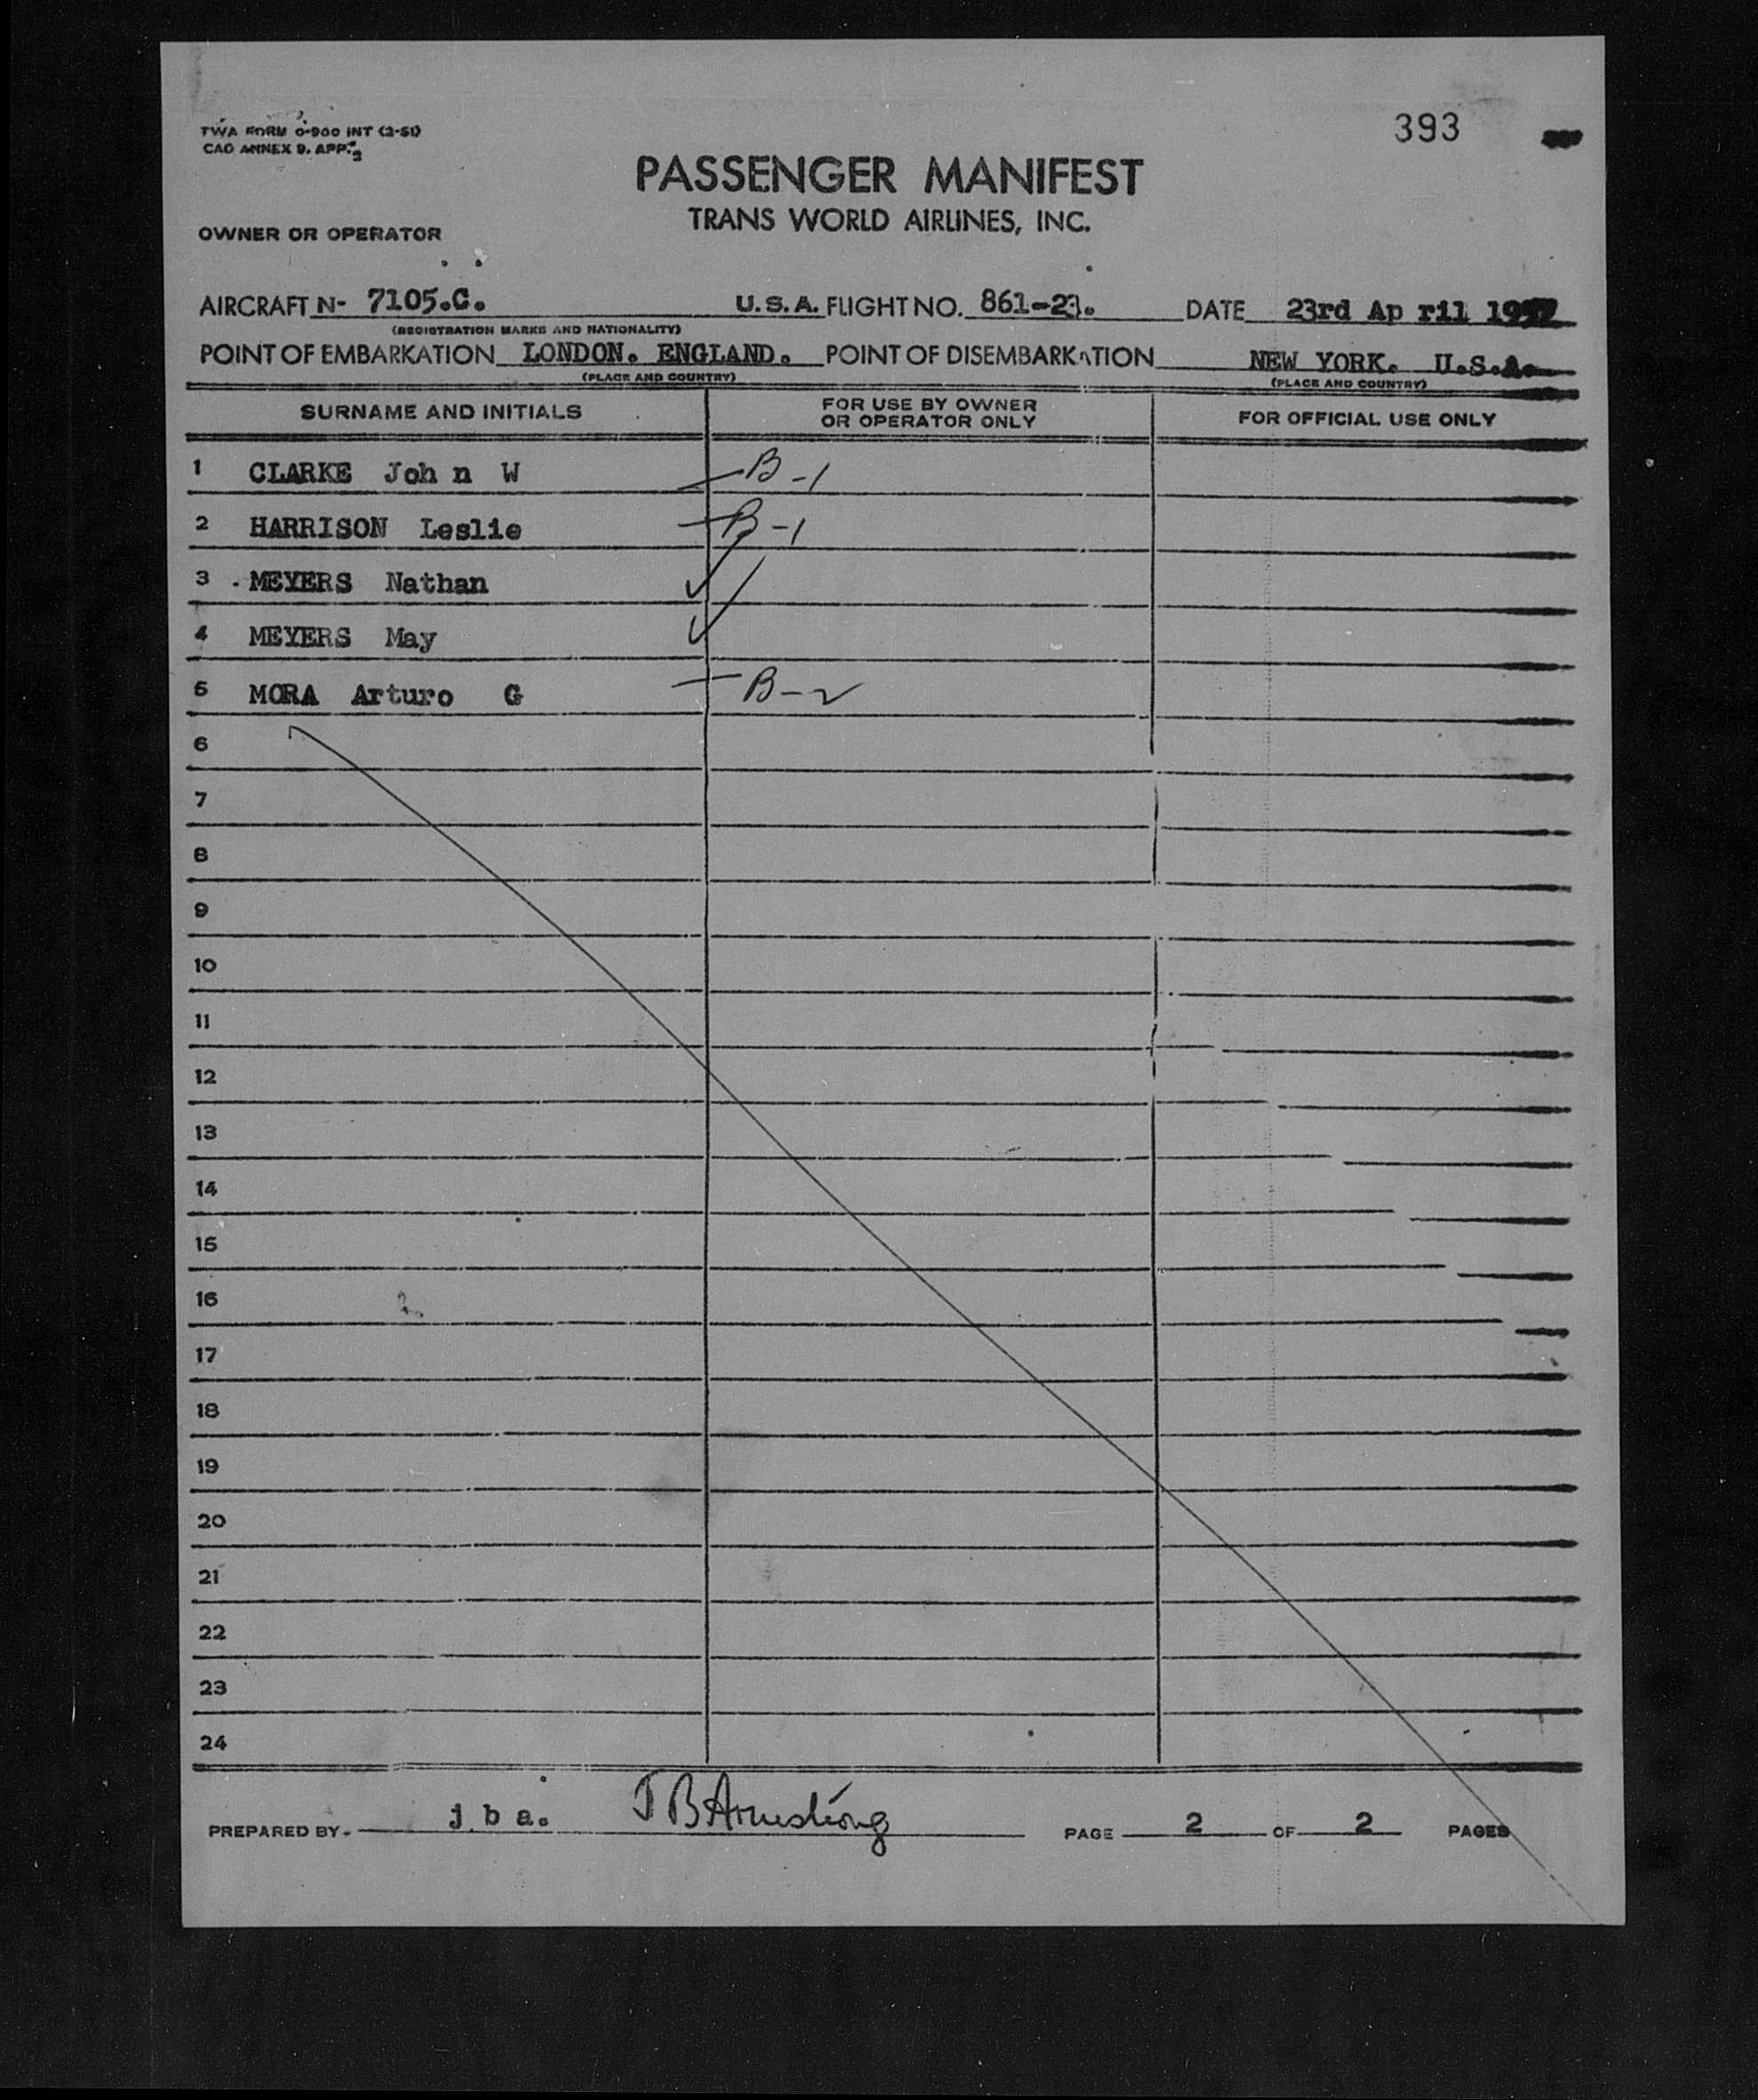 TWA FORM 0-900 INT (2-51)
CAO ANNEX 9. APP. 3
393
PASSENGER MANIFEST
TRANS WORLD AIRLINES, INC.
OWNER OR OPERATOR
AIRCRAFT N- 7105.C. U.S.A. FLIGHT NO. 861-23. DATE 23rd Ap ril 1957
(REGISTRATION MARKS AND NATIONALITY)
POINT OF EMBARKATION LONDON. ENGLAND. POINT OF DISEMBARKATION NEW YORK. U.S.A.
(PLACE AND COUNTRY) (PLACE AND COUNTRY)
SURNAME AND INITIALS FOR USE BY OWNER OR OPERATOR ONLY FOR OFFICIAL USE ONLY
1 CLARKE Joh n W B-1
2 HARRISON Leslie B-1
3 MEYERS Nathan
4 MEYERS May
5 MORA Arturo G B-2
6
7
8
9
10
11
12
13
14
15
16
17
18
19
20
21
22
23
24
PREPARED BY j b a. J B Armstrong PAGE 2 OF 2 PAGES